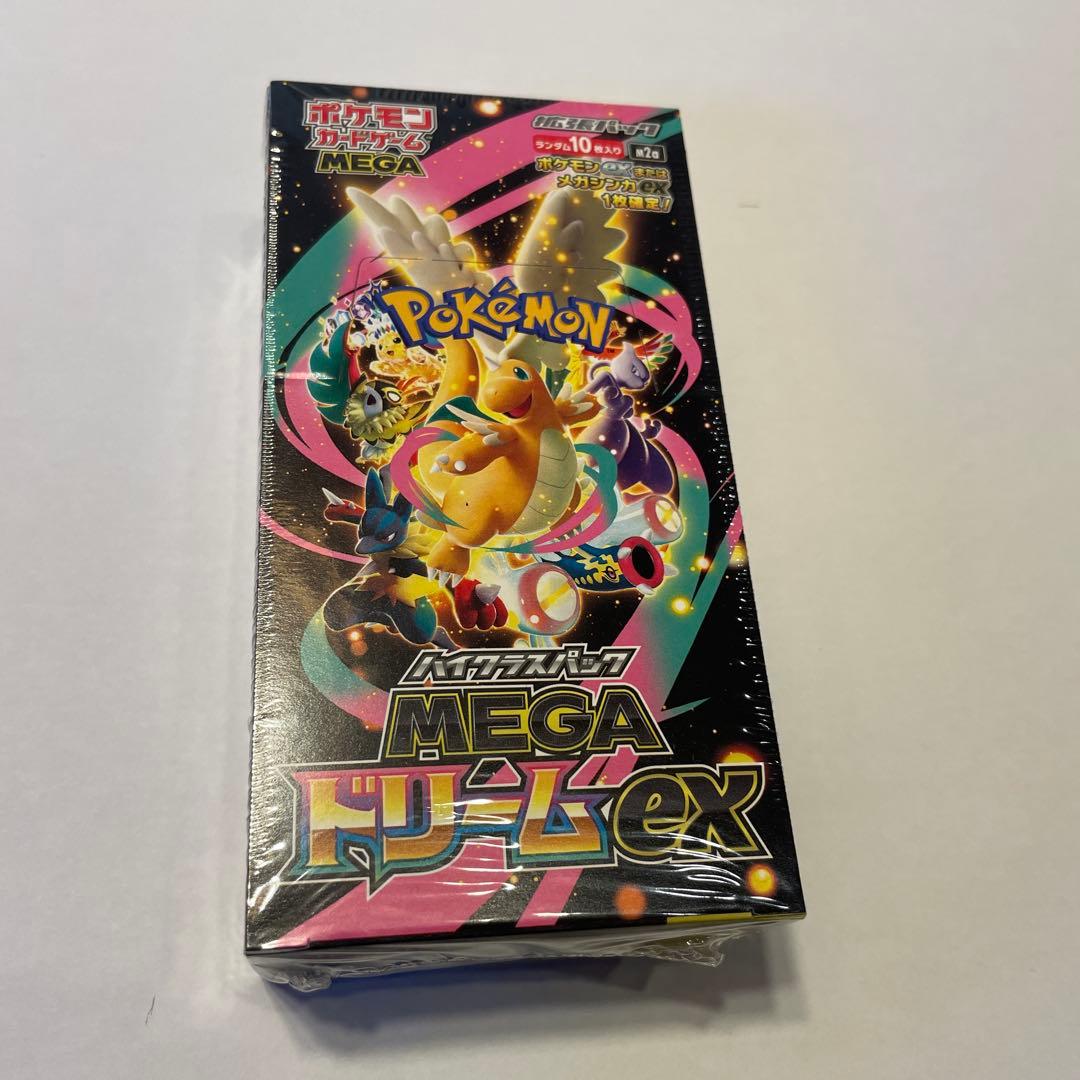 ポケモン
カードゲーム
MEGA
拡張パック
ランダム10枚入り
M2a
ポケモンexまたは
メガシンカex
1枚確定!
POKéMON
TM
ハイクラスパック
MEGA
ドリームex